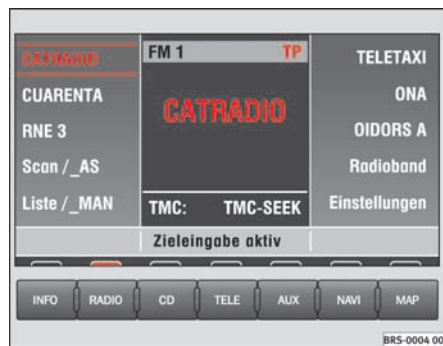 CATRADIO
CUARENTA
RNE 3
Scan /_AS
Liste /_MAN
FM 1 TP
CATRADIO
TMC: TMC-SEEK
TELETAXI
ONA
OIDORS A
Radioband
Einstellungen
Zieleingabe aktiv
INFO RADIO CD TELE AUX NAVI MAP
BRS-0004 00